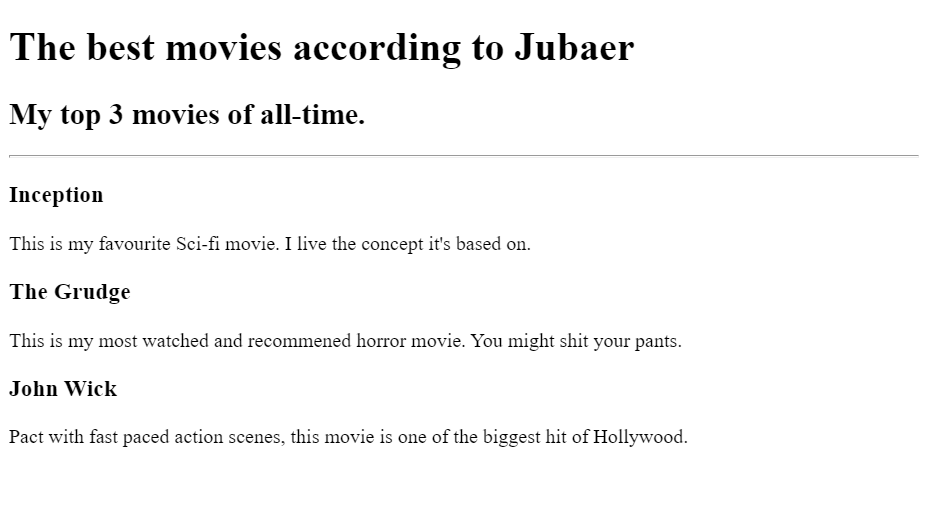 The best movies according to Jubaer
My top 3 movies of all-time.
Inception
This is my favourite Sci-fi movie. I live the concept it's based on.
The Grudge
This is my most watched and recommened horror movie. You might shit your pants.
John Wick
Pact with fast paced action scenes, this movie is one of the biggest hit of Hollywood.